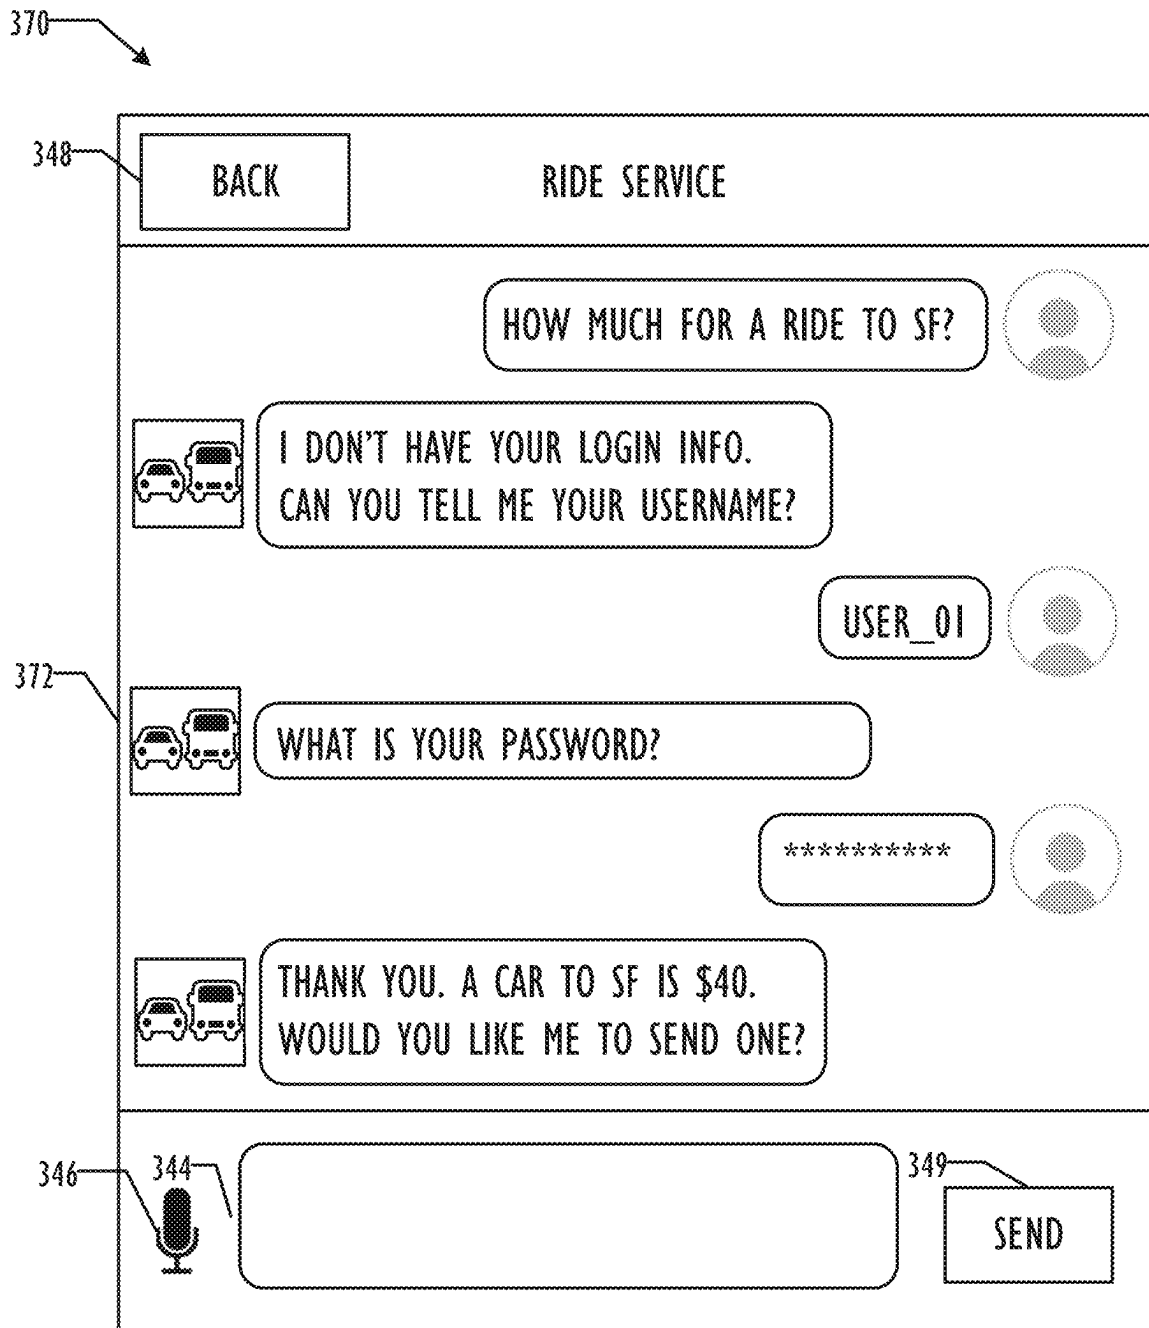 370
348
BACK
RIDE SERVICE
HOW MUCH FOR A RIDE TO SF?
I DON'T HAVE YOUR LOGIN INFO.
CAN YOU TELL ME YOUR USERNAME?
USER_01
372
WHAT IS YOUR PASSWORD?
**********
THANK YOU. A CAR TO SF IS $40.
WOULD YOU LIKE ME TO SEND ONE?
346
344
349
SEND